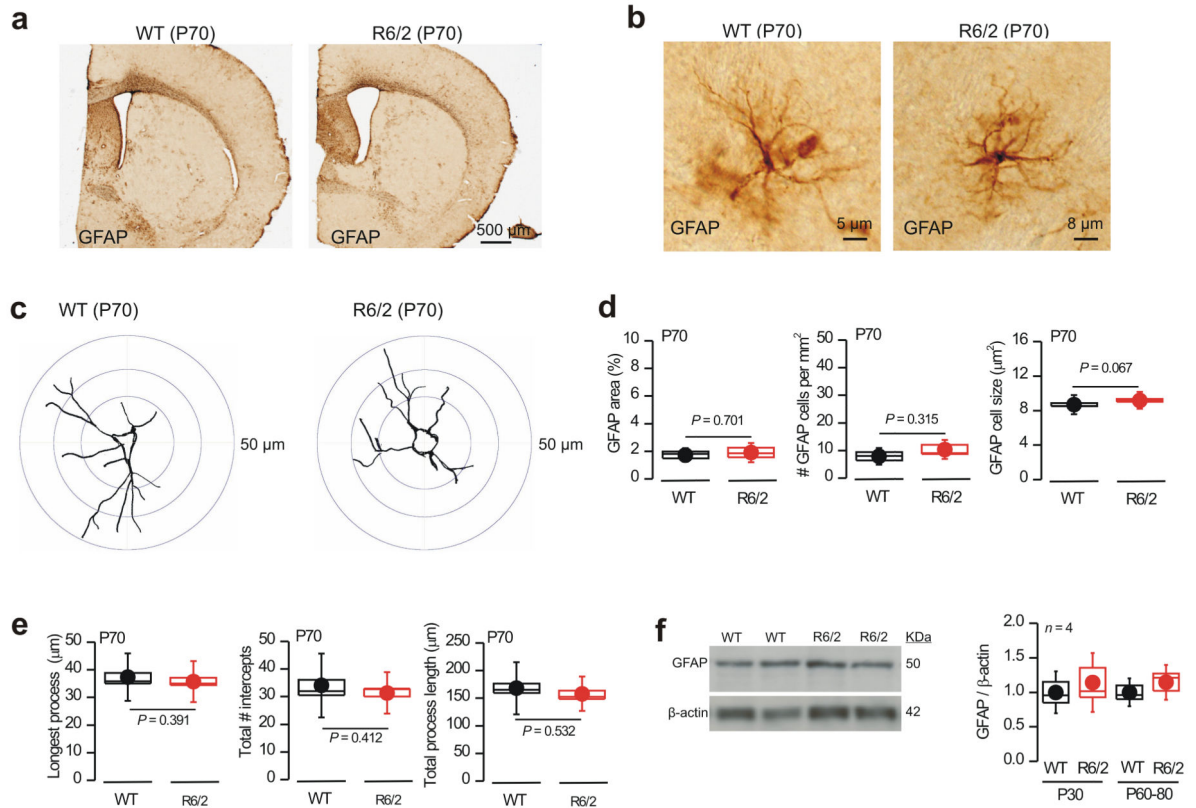 a
WT (P70)
R6/2 (P70)
GFAP
GFAP
500 µm
b
WT (P70)
R6/2 (P70)
GFAP
5 µm
GFAP
8 µm
c
WT (P70)
R6/2 (P70)
50 µm
50 µm
d
P70
GFAP area (%)
10
8
6
4
2
0
P = 0.701
WT
R6/2
P70
# GFAP cells per mm²
50
40
30
20
10
0
P = 0.315
WT
R6/2
P70
GFAP cell size (µm²)
16
12
8
4
0
P = 0.067
WT
R6/2
e
P70
Longest process (µm)
50
40
30
20
10
0
P = 0.391
WT
R6/2
P70
Total # intercepts
50
40
30
20
10
0
P = 0.412
WT
R6/2
P70
Total process length (µm)
250
200
150
100
50
0
P = 0.532
WT
R6/2
f
WT WT R6/2 R6/2 KDa
GFAP 50
β-actin 42
n = 4
GFAP / β-actin
2.0
1.5
1.0
0.5
0.0
WT R6/2 WT R6/2
P30 P60-80